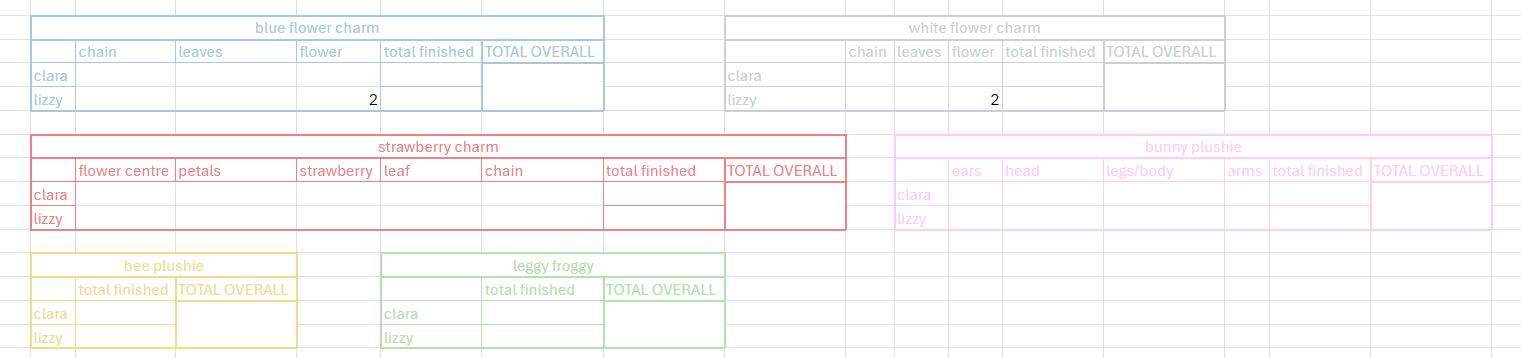 blue flower charm
chain leaves flower total finished TOTAL OVERALL
clara
lizzy 2
white flower charm
chain leaves flower total finished TOTAL OVERALL
clara
lizzy 2
strawberry charm
flower centre petals strawberry leaf chain total finished TOTAL OVERALL
clara
lizzy
bunny plushie
ears head legs/body arms total finished TOTAL OVERALL
clara
lizzy
bee plushie
total finished TOTAL OVERALL
clara
lizzy
leggy froggy
total finished TOTAL OVERALL
clara
lizzy